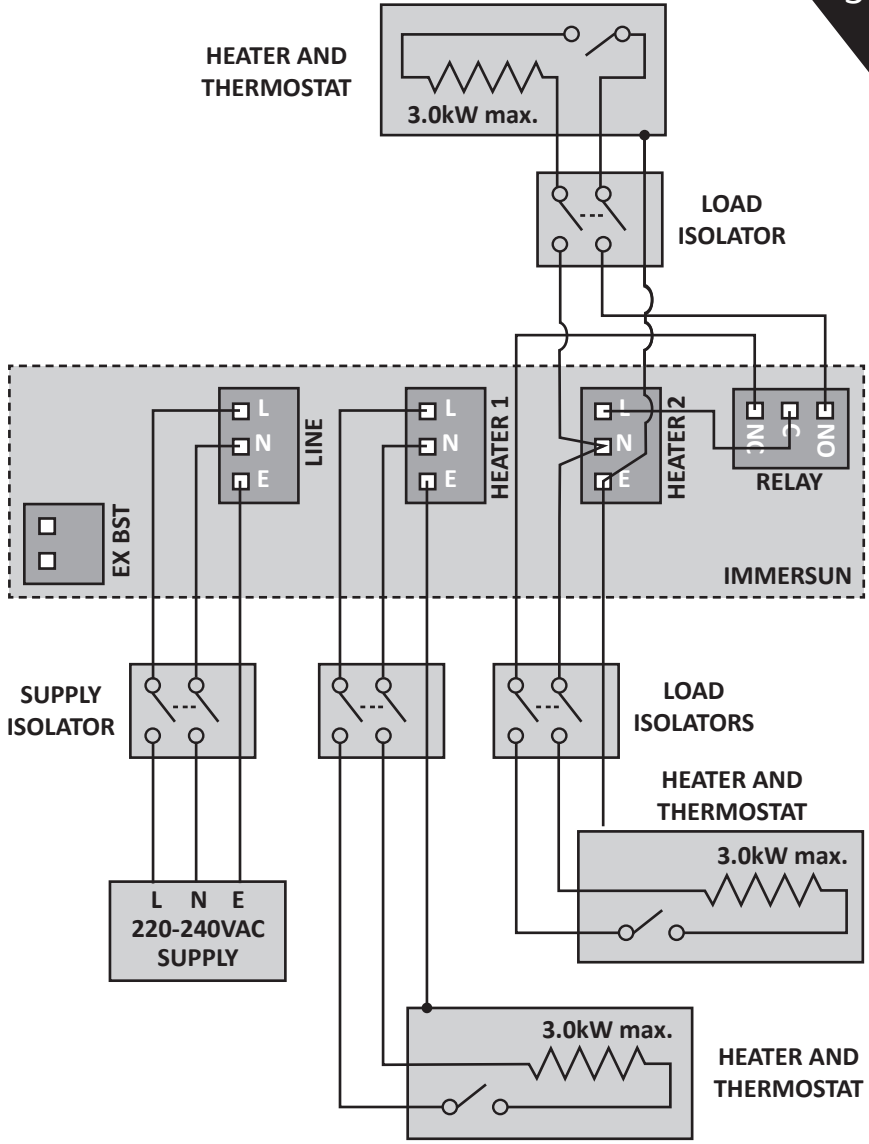 HEATER AND
THERMOSTAT
3.0kW max.
LOAD
ISOLATOR
L
N
E
LINE
L
N
E
HEATER 1
L
N
E
HEATER 2
NC
C
NO
RELAY
EX BST
IMMERSUN
SUPPLY
ISOLATOR
LOAD
ISOLATORS
HEATER AND
THERMOSTAT
3.0kW max.
L N E
220-240VAC
SUPPLY
3.0kW max.
HEATER AND
THERMOSTAT